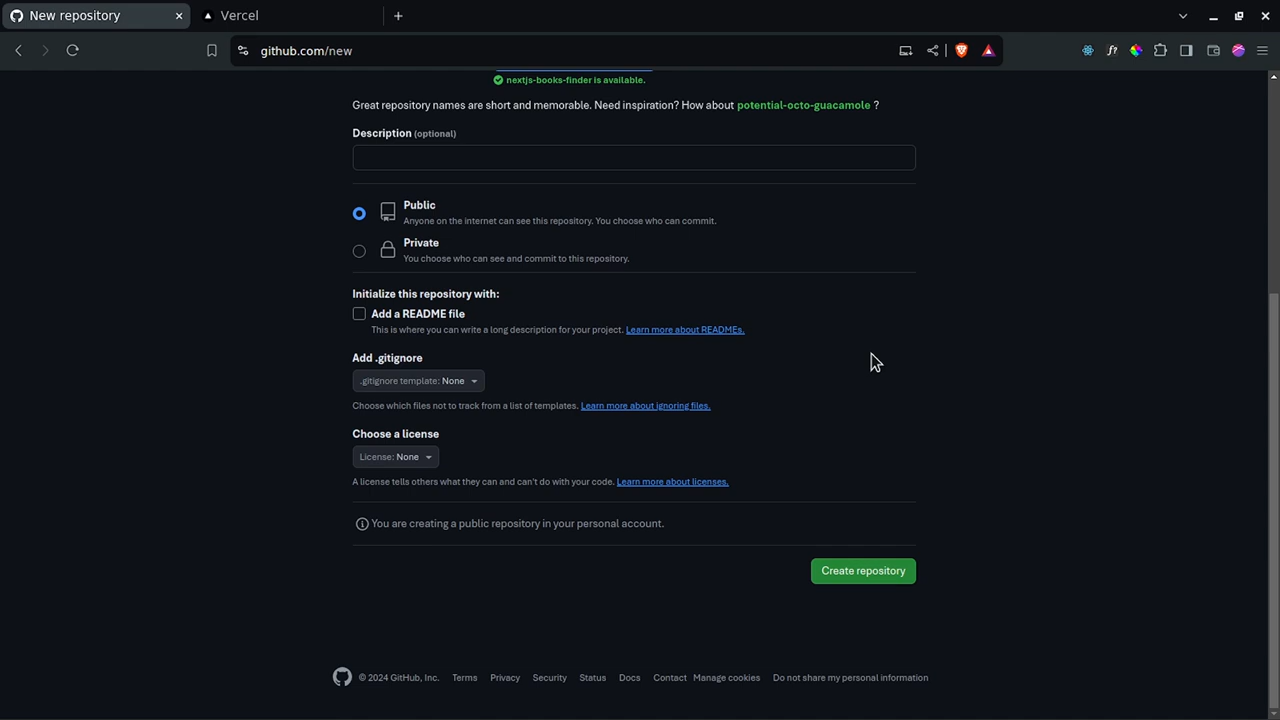 New repository
Vercel
github.com/new
nextjs-books-finder is available.
Great repository names are short and memorable. Need inspiration? How about potential-octo-guacamole ?
Description (optional)
Public
Anyone on the internet can see this repository. You choose who can commit.
Private
You choose who can see and commit to this repository.
Initialize this repository with:
Add a README file
This is where you can write a long description for your project. Learn more about READMEs.
Add .gitignore
.gitignore template: None
Choose which files not to track from a list of templates. Learn more about ignoring files.
Choose a license
License: None
A license tells others what they can and can't do with your code. Learn more about licenses.
You are creating a public repository in your personal account.
Create repository
© 2024 GitHub, Inc. Terms Privacy Security Status Docs Contact Manage cookies Do not share my personal information